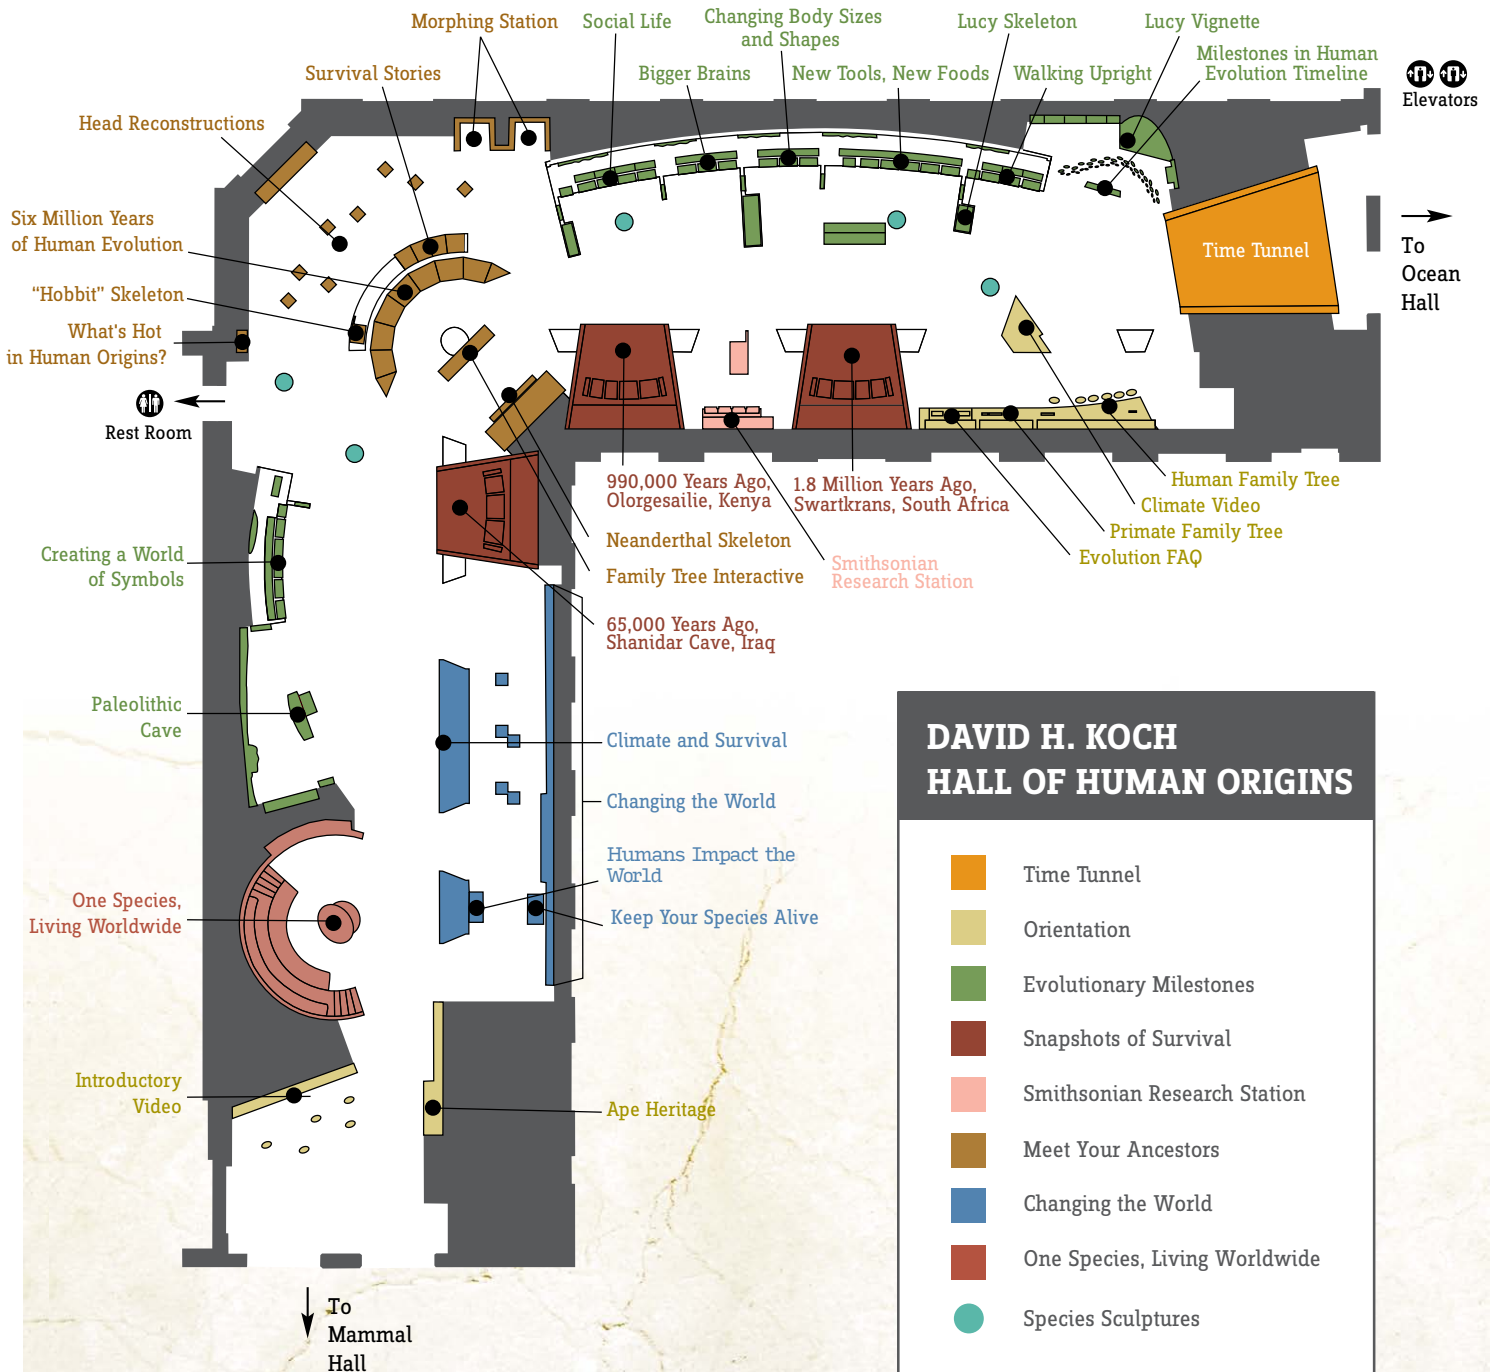 Morphing Station
Social Life
Changing Body Sizes
and Shapes
Lucy Skeleton
Lucy Vignette
Survival Stories
Bigger Brains
New Tools, New Foods
Walking Upright
Milestones in Human
Evolution Timeline
Elevators
Head Reconstructions
Six Million Years
of Human Evolution
“Hobbit” Skeleton
What's Hot
in Human Origins?
Rest Room
Time Tunnel
To
Ocean
Hall
990,000 Years Ago,
Olorgesailie, Kenya
1.8 Million Years Ago,
Swartkrans, South Africa
Human Family Tree
Climate Video
Primate Family Tree
Evolution FAQ
Neanderthal Skeleton
Family Tree Interactive
Smithsonian
Research Station
65,000 Years Ago,
Shanidar Cave, Iraq
Creating a World
of Symbols
Paleolithic
Cave
Climate and Survival
Changing the World
Humans Impact the
World
Keep Your Species Alive
One Species,
Living Worldwide
Introductory
Video
Ape Heritage
To
Mammal
Hall
DAVID H. KOCH
HALL OF HUMAN ORIGINS
Time Tunnel
Orientation
Evolutionary Milestones
Snapshots of Survival
Smithsonian Research Station
Meet Your Ancestors
Changing the World
One Species, Living Worldwide
Species Sculptures